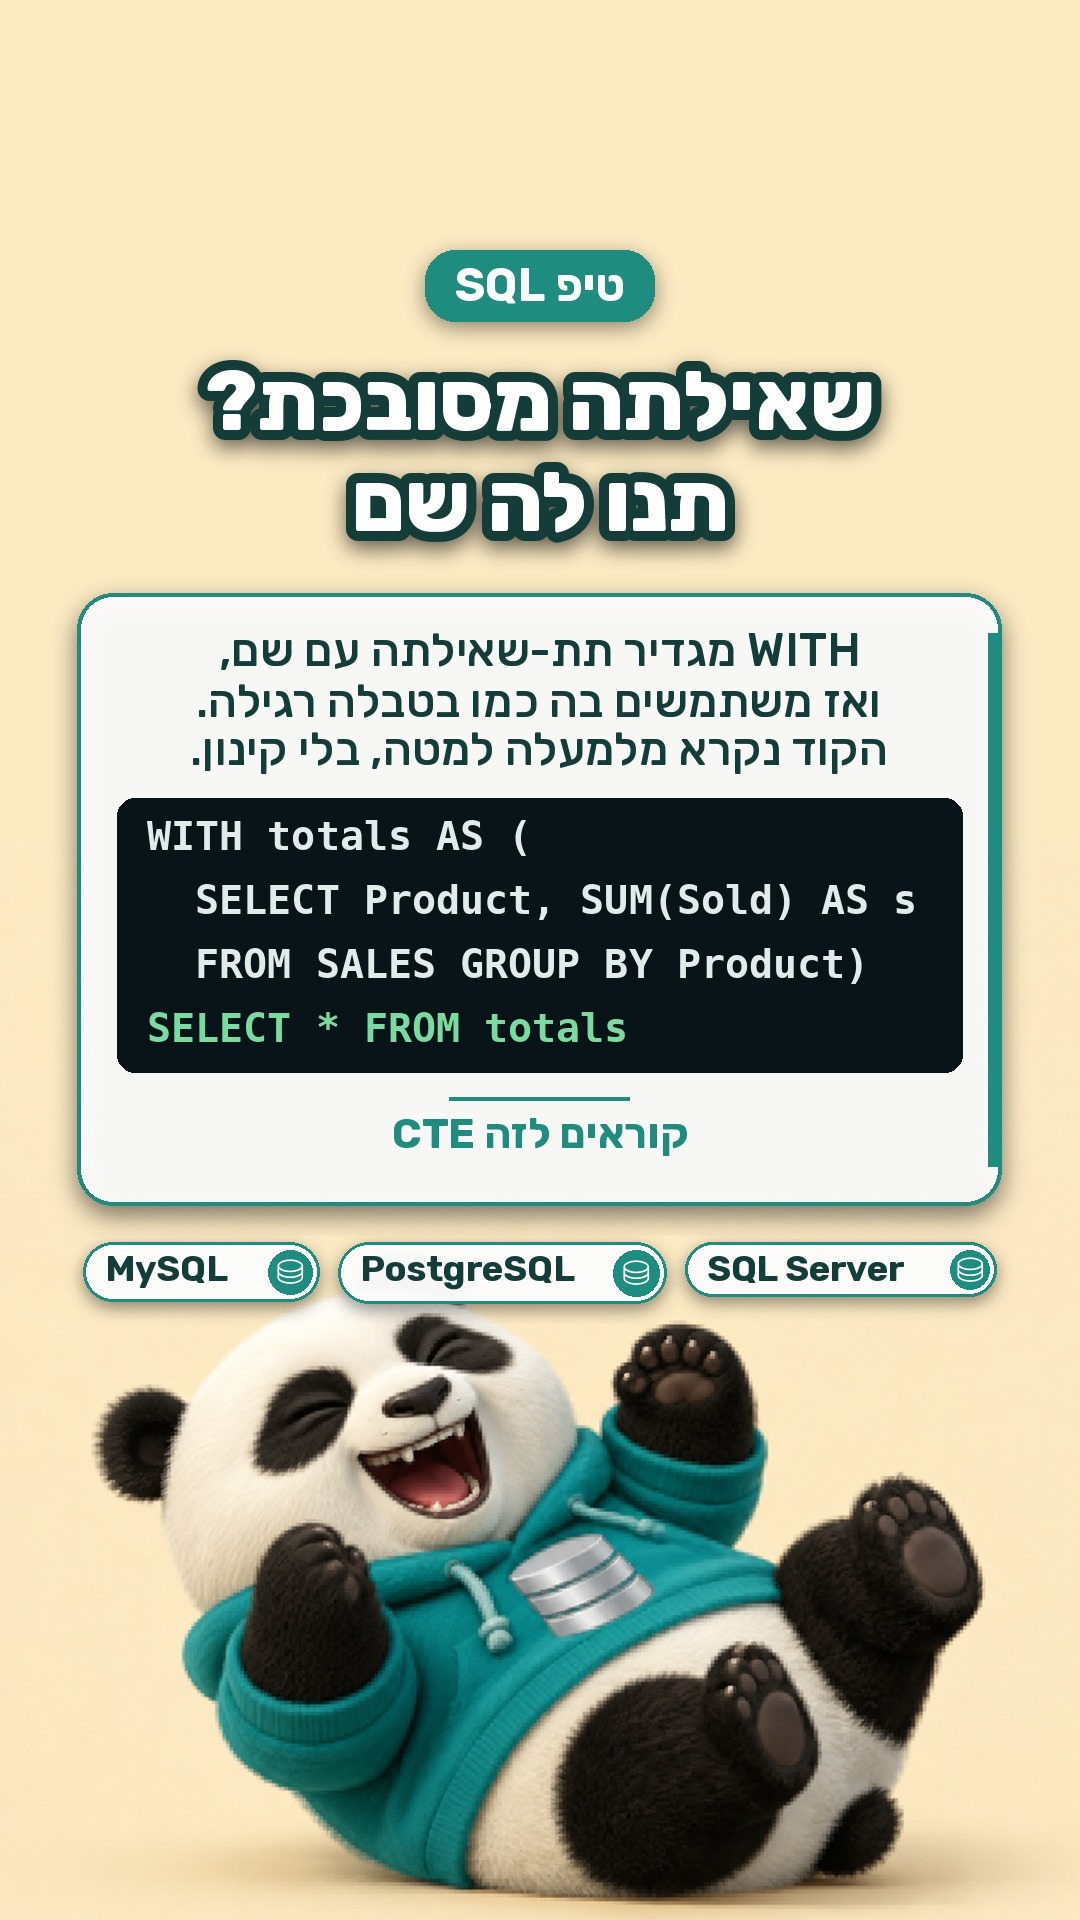 טיפ SQL
שאילתה מסובכת?
תנו לה שם
WITH מגדיר תת-שאילתה עם שם,
ואז משתמשים בה כמו בטבלה רגילה.
הקוד נקרא מלמעלה למטה, בלי קינון.
WITH totals AS (
  SELECT Product, SUM(Sold) AS s
  FROM SALES GROUP BY Product)
SELECT * FROM totals
קוראים לזה CTE
MySQL
PostgreSQL
SQL Server